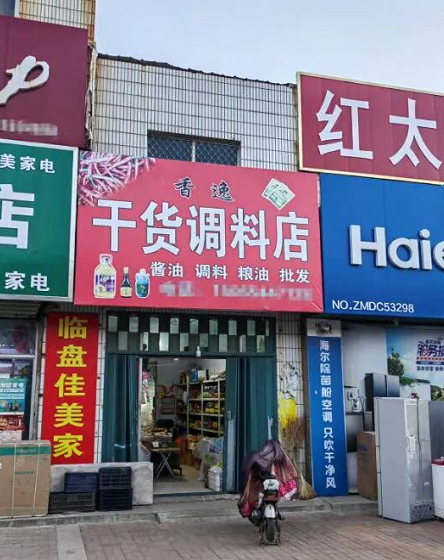 美家电
店
家电
红太
香逸
干货调料店
酱油 调料 粮油 批发
Haie
NO.ZMDC53298
临盘佳美家
海尔除菌舱空调 只吹干净风